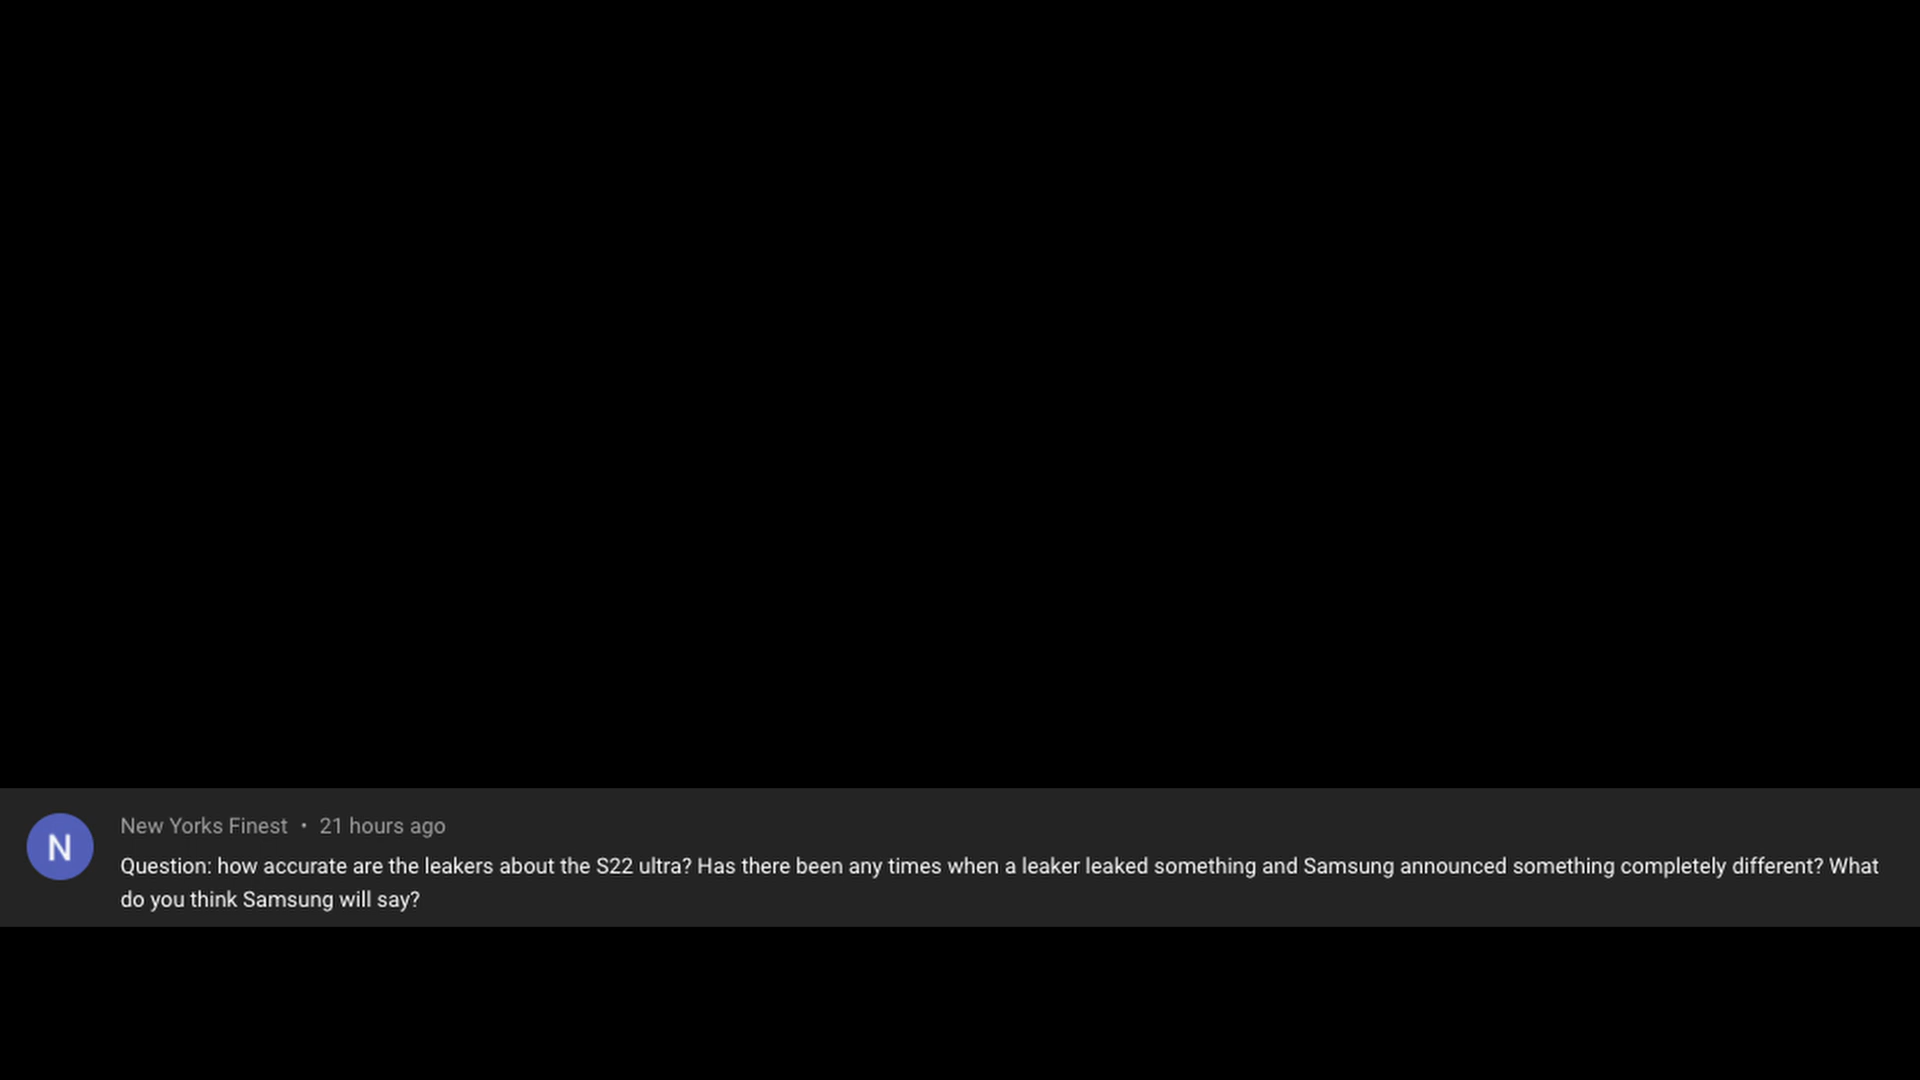 N
New Yorks Finest • 21 hours ago
Question: how accurate are the leakers about the S22 ultra? Has there been any times when a leaker leaked something and Samsung announced something completely different? What
do you think Samsung will say?